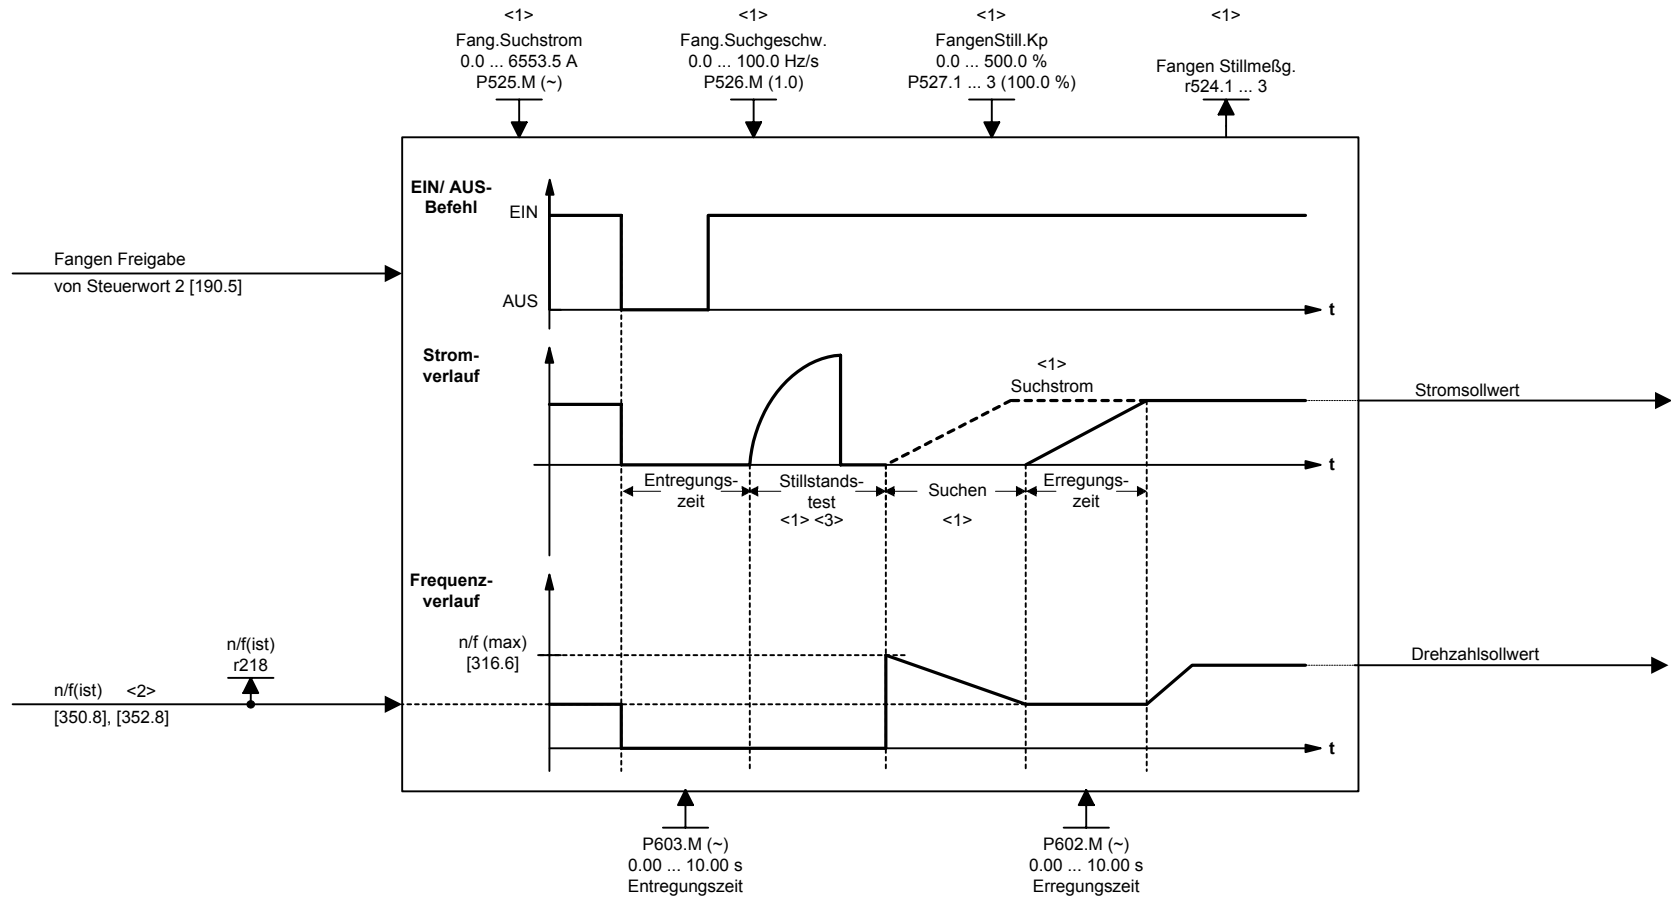 <1>
Fang.Suchstrom
0.0 ... 6553.5 A
P525.M (~)
<1>
Fang.Suchgeschw.
0.0 ... 100.0 Hz/s
P526.M (1.0)
<1>
FangenStill.Kp
0.0 ... 500.0 %
P527.1 ... 3 (100.0 %)
<1>
Fangen Stillmeßg.
r524.1 ... 3
EIN/ AUS-
Befehl
EIN
AUS
t
Fangen Freigabe
von Steuerwort 2 [190.5]
Strom-
verlauf
<1>
Suchstrom
t
Stromsollwert
Entregungs-
zeit
Stillstands-
test
<1> <3>
Suchen
<1>
Erregungs-
zeit
Frequenz-
verlauf
n/f (max)
[316.6]
t
Drehzahlsollwert
n/f(ist)
r218
n/f(ist) <2>
[350.8], [352.8]
P603.M (~)
0.00 ... 10.00 s
Entregungszeit
P602.M (~)
0.00 ... 10.00 s
Erregungszeit